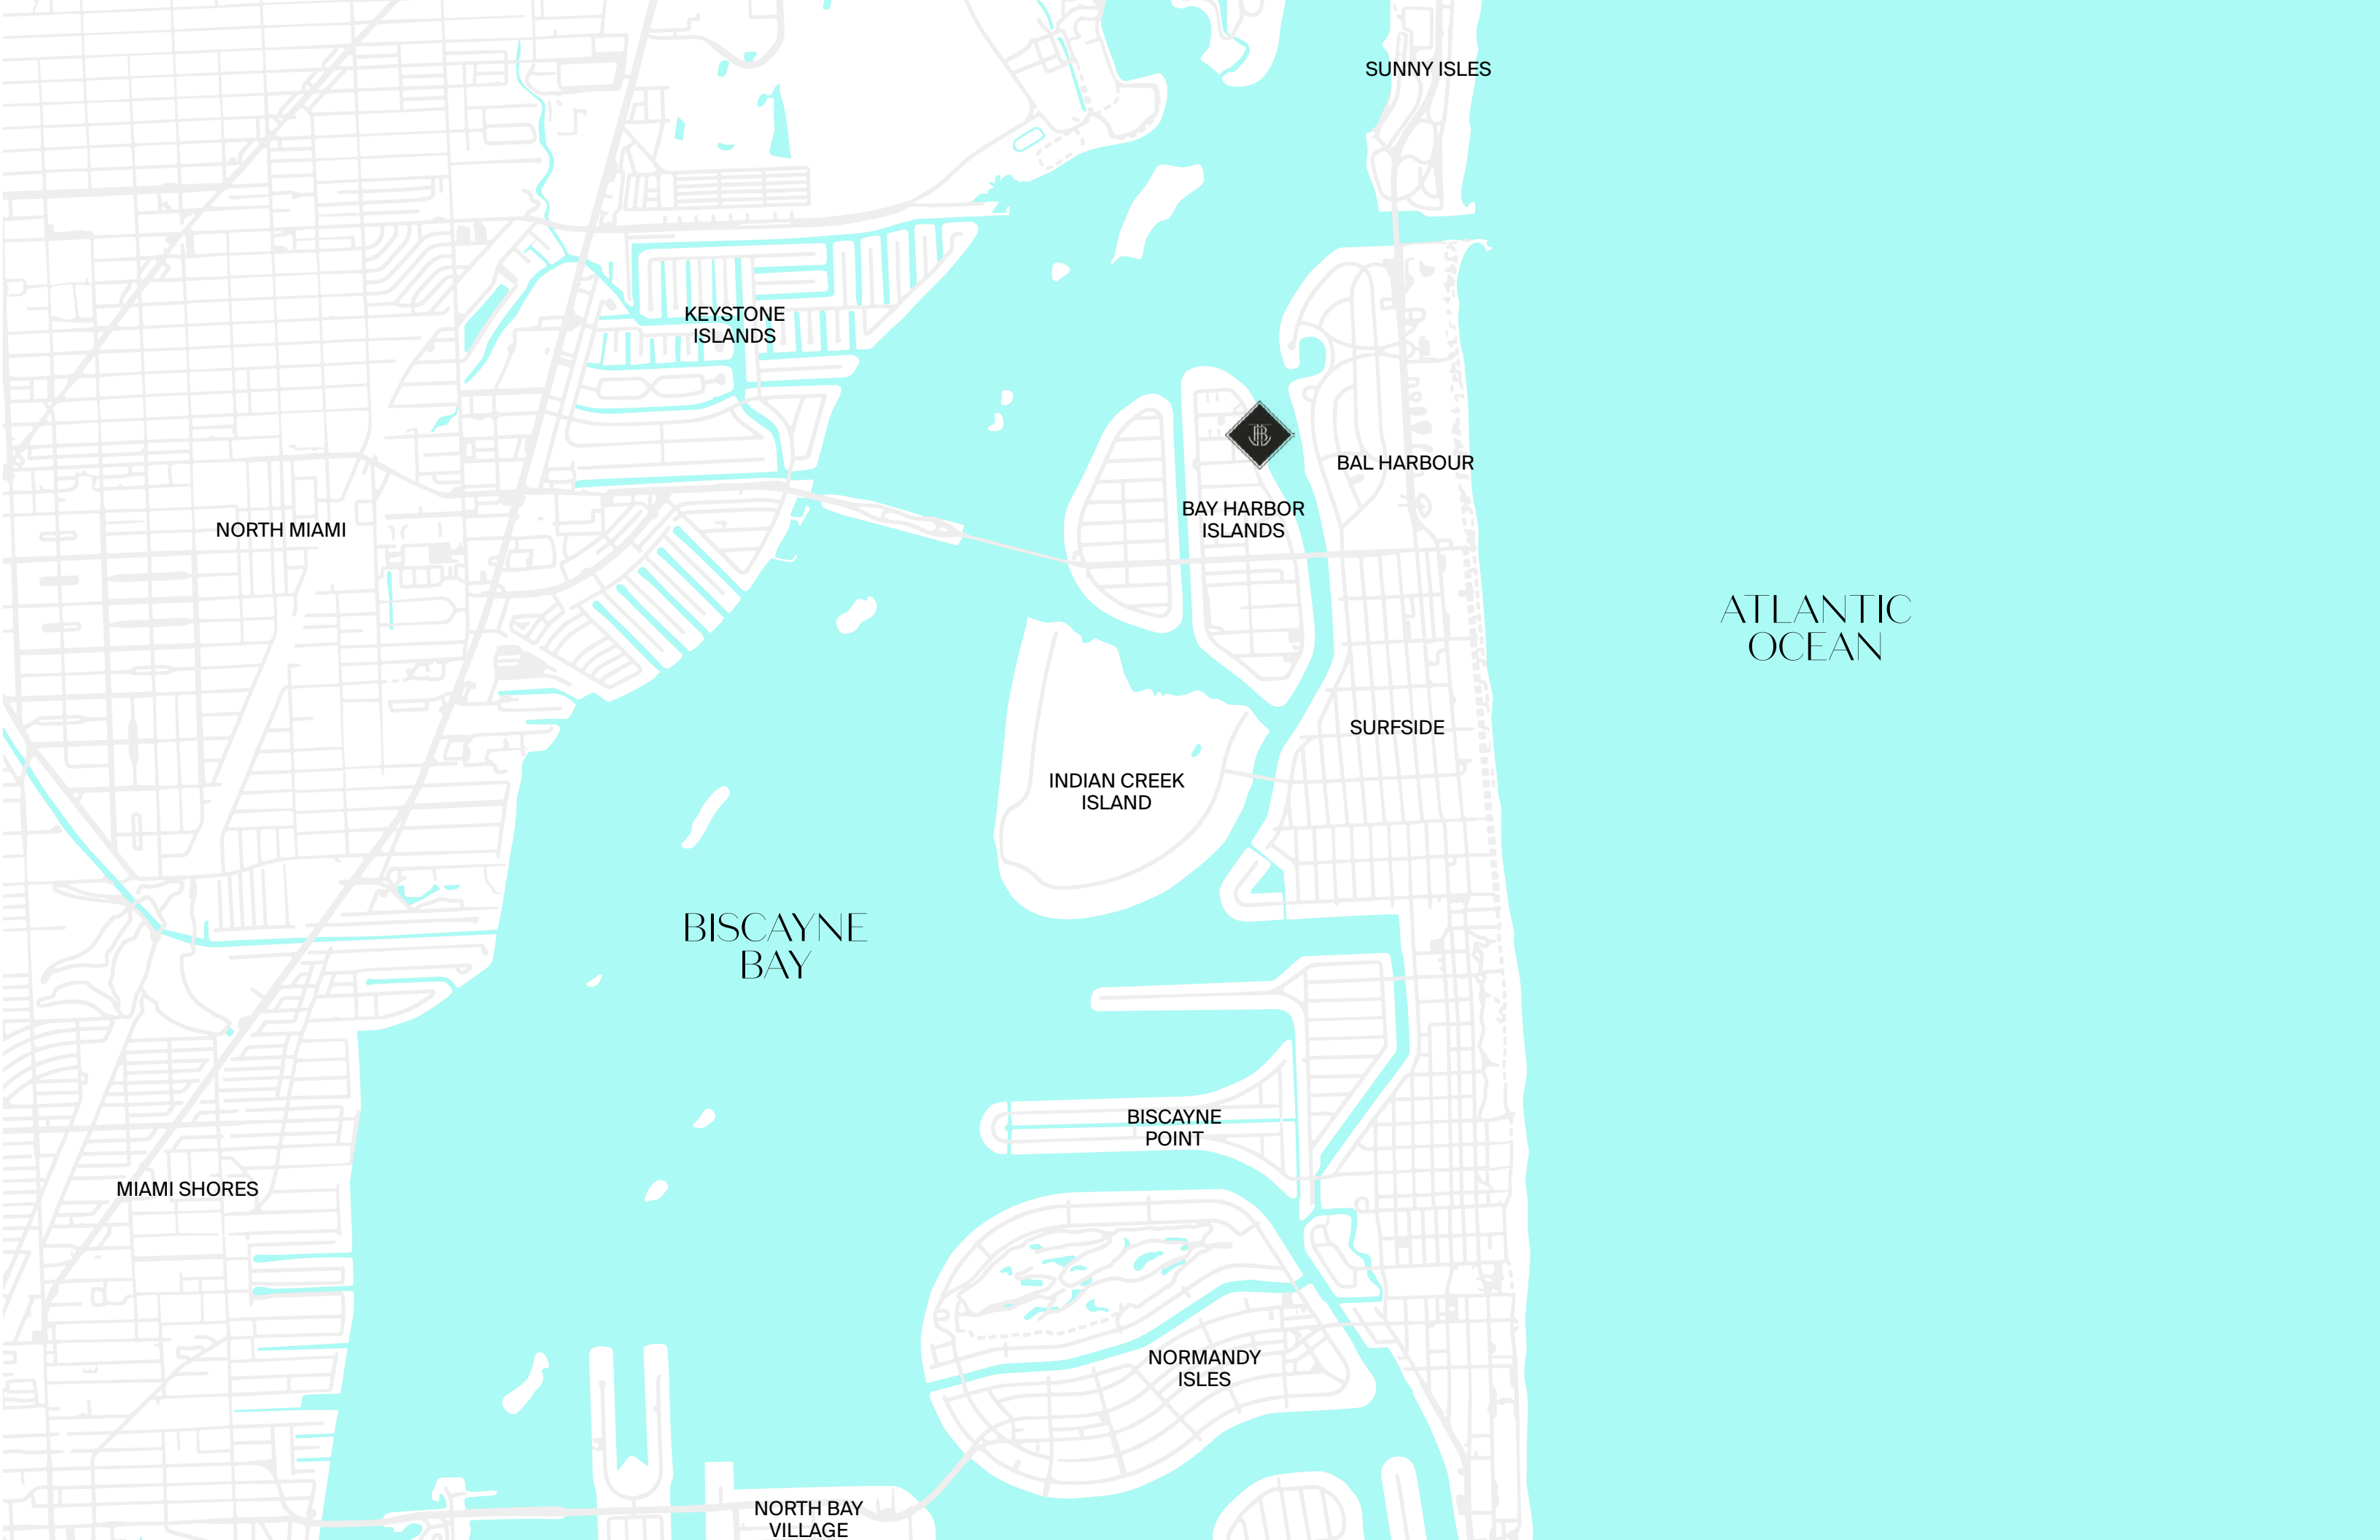 SUNNY ISLES
KEYSTONE
ISLANDS
BAL HARBOUR
BAY HARBOR
ISLANDS
NORTH MIAMI
ATLANTIC
OCEAN
SURFSIDE
INDIAN CREEK
ISLAND
BISCAYNE
BAY
BISCAYNE
POINT
MIAMI SHORES
NORMANDY
ISLES
NORTH BAY
VILLAGE